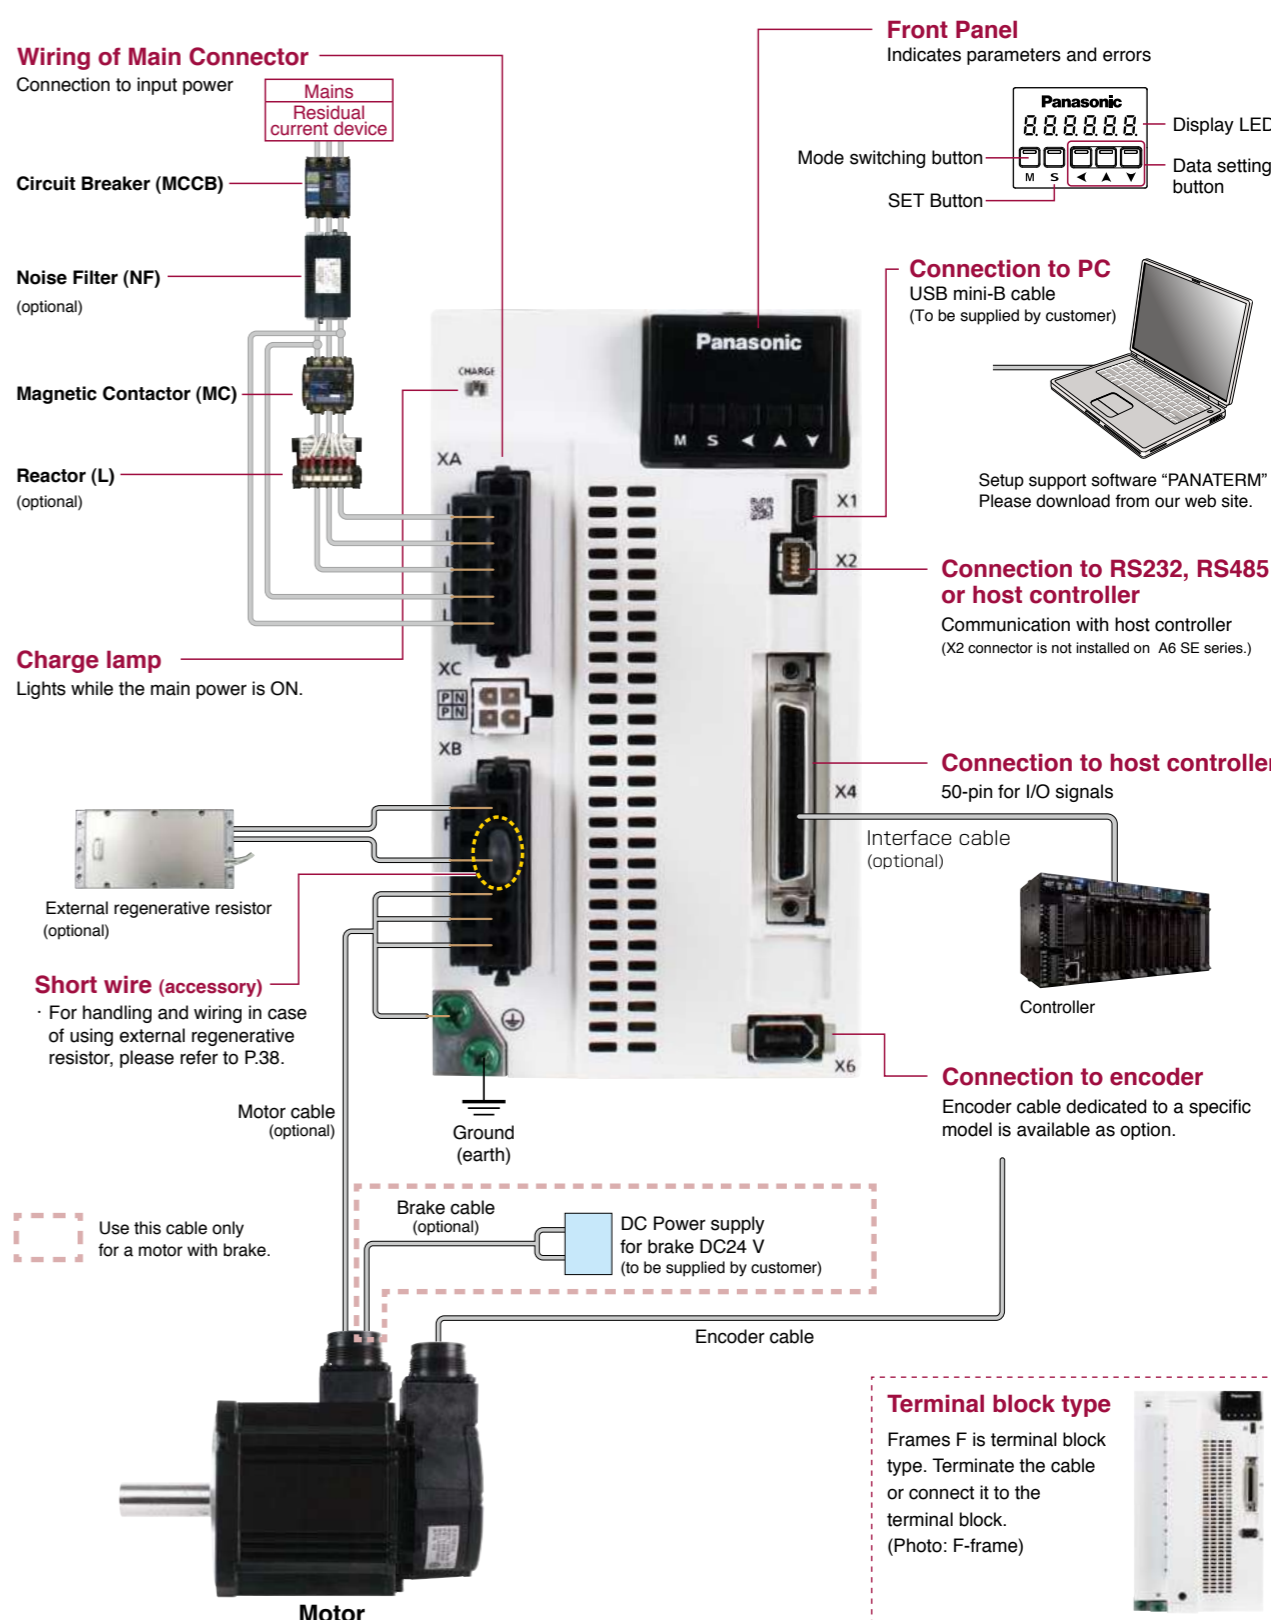 Wiring of Main Connector
Connection to input power
Mains
Residual
current device
Circuit Breaker (MCCB)
Noise Filter (NF)
(optional)
Magnetic Contactor (MC)
Reactor (L)
(optional)
Charge lamp
Lights while the main power is ON.
External regenerative resistor
(optional)
Short wire (accessory)
· For handling and wiring in case
of using external regenerative
resistor, please refer to P.38.
Motor cable
(optional)
Ground
(earth)
Front Panel
Indicates parameters and errors
Panasonic
8.8.8.8.8.8.
M S
Display LED
Mode switching button
Data setting
button
SET Button
Connection to PC
USB mini-B cable
(To be supplied by customer)
Setup support software “PANATERM”
Please download from our web site.
Panasonic
M S
CHARGE
XA
XC
P N
P N
XB
X1
X2
X4
X6
Connection to RS232, RS485
or host controller
Communication with host controller
(X2 connector is not installed on A6 SE series.)
Connection to host controller
50-pin for I/O signals
Interface cable
(optional)
Controller
Connection to encoder
Encoder cable dedicated to a specific
model is available as option.
Use this cable only
for a motor with brake.
Brake cable
(optional)
DC Power supply
for brake DC24 V
(to be supplied by customer)
Encoder cable
Motor
Terminal block type
Frames F is terminal block
type. Terminate the cable
or connect it to the
terminal block.
(Photo: F-frame)
Panasonic